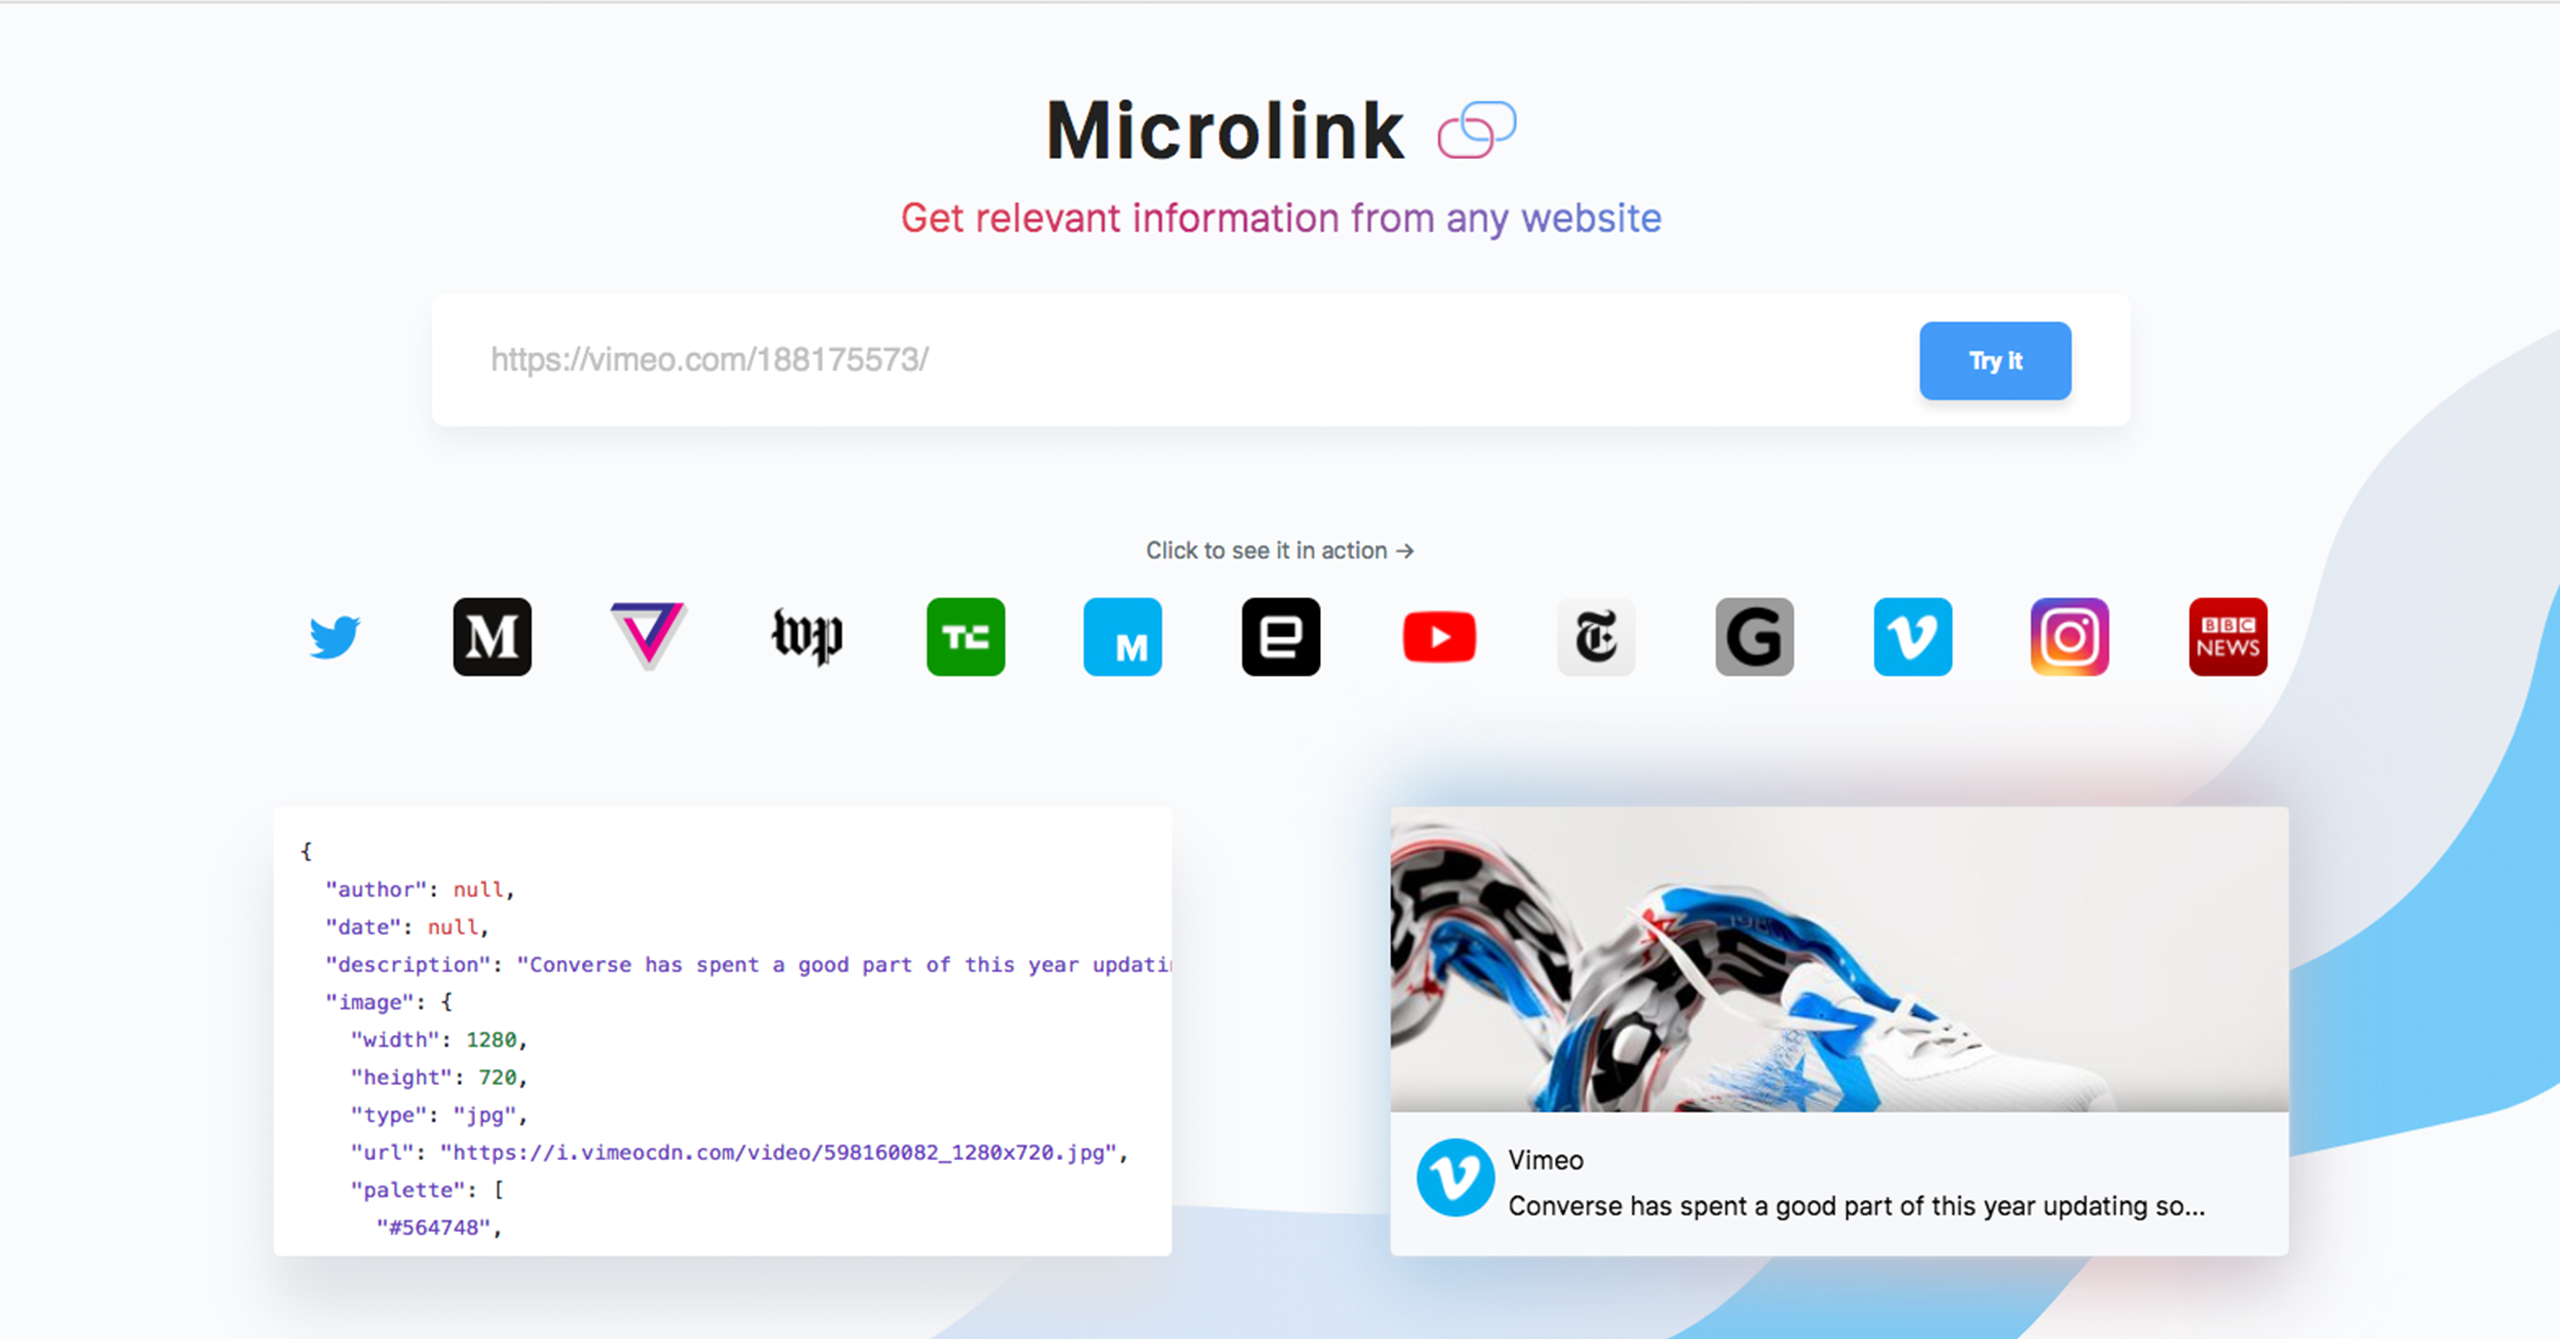 Microlink
Get relevant information from any website
https://vimeo.com/188175573/
Try it
Click to see it in action →
M
wp
TC
M
e
T
G
v
BBC
NEWS
{
"author": null,
"date": null,
"description": "Converse has spent a good part of this year updatin
"image": {
"width": 1280,
"height": 720,
"type": "jpg",
"url": "https://i.vimeocdn.com/video/598160082_1280x720.jpg",
"palette": [
"#564748",
v
Vimeo
Converse has spent a good part of this year updating so...